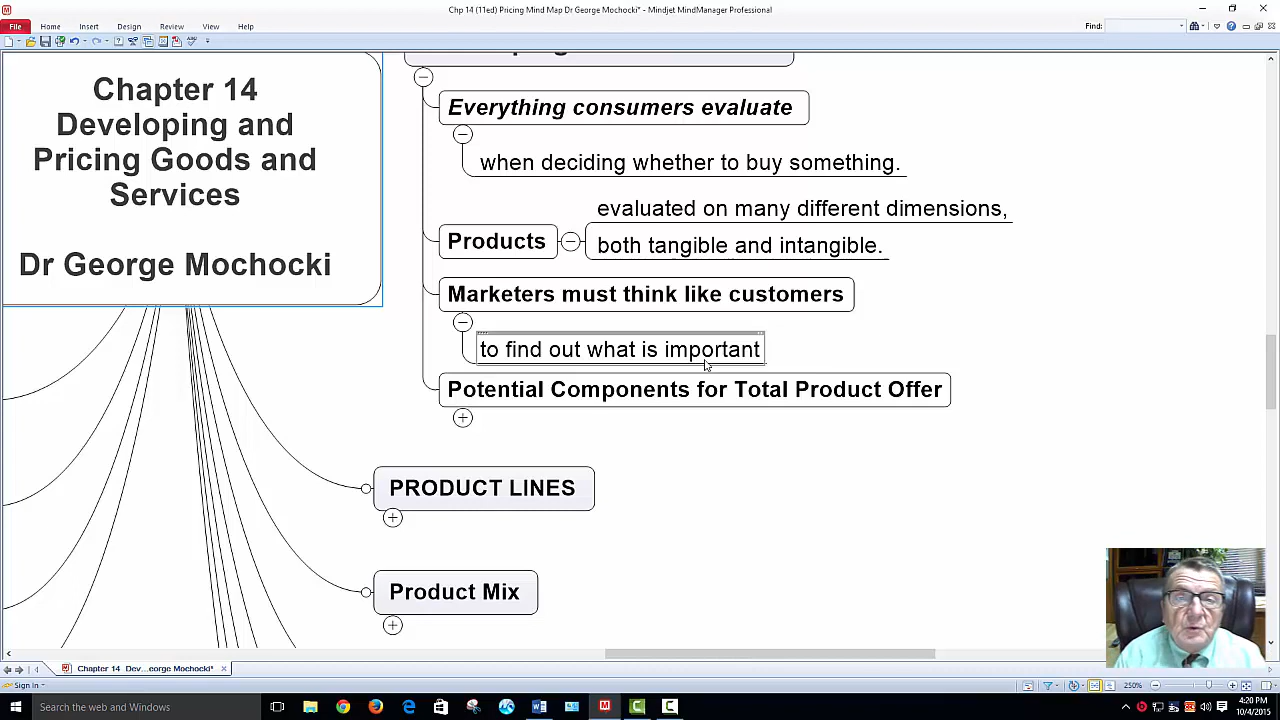 Chp 14 (11ed) Pricing Mind Map Dr George Mochocki* - Mindjet MindManager Professional
File Home Insert Design Review View Help
Find:
Chapter 14
Developing and
Pricing Goods and
Services
Dr George Mochocki
Everything consumers evaluate
when deciding whether to buy something.
Products
evaluated on many different dimensions,
both tangible and intangible.
Marketers must think like customers
to find out what is important
Potential Components for Total Product Offer
PRODUCT LINES
Product Mix
Chapter 14 Dev...eorge Mochocki*
Sign In
250%
Search the web and Windows
4:20 PM
10/4/2015